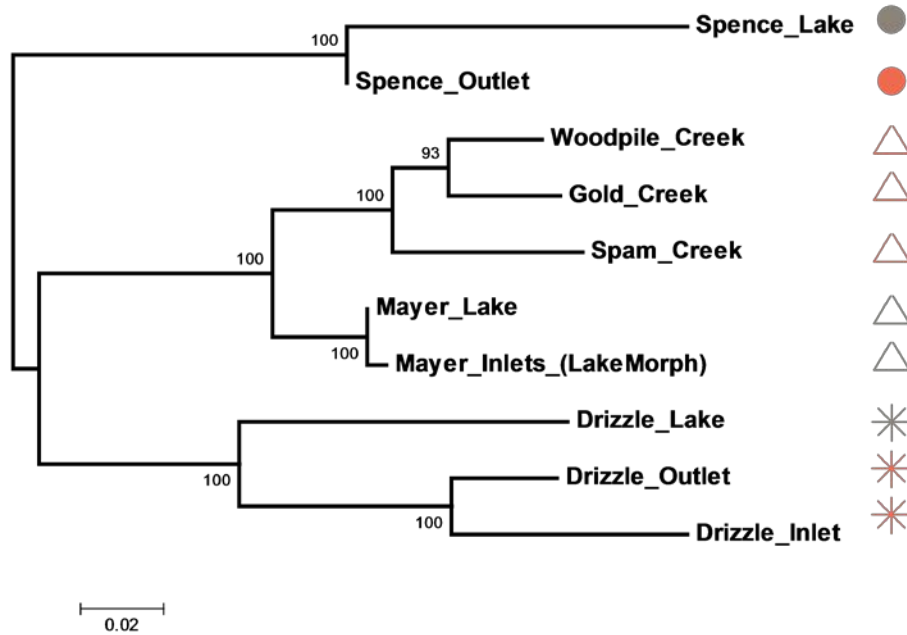 100
Spence_Lake
Spence_Outlet
93
Woodpile_Creek
100
Gold_Creek
100
Spam_Creek
Mayer_Lake
100
Mayer_Inlets_(LakeMorph)
Drizzle_Lake
100
Drizzle_Outlet
100
Drizzle_Inlet
0.02